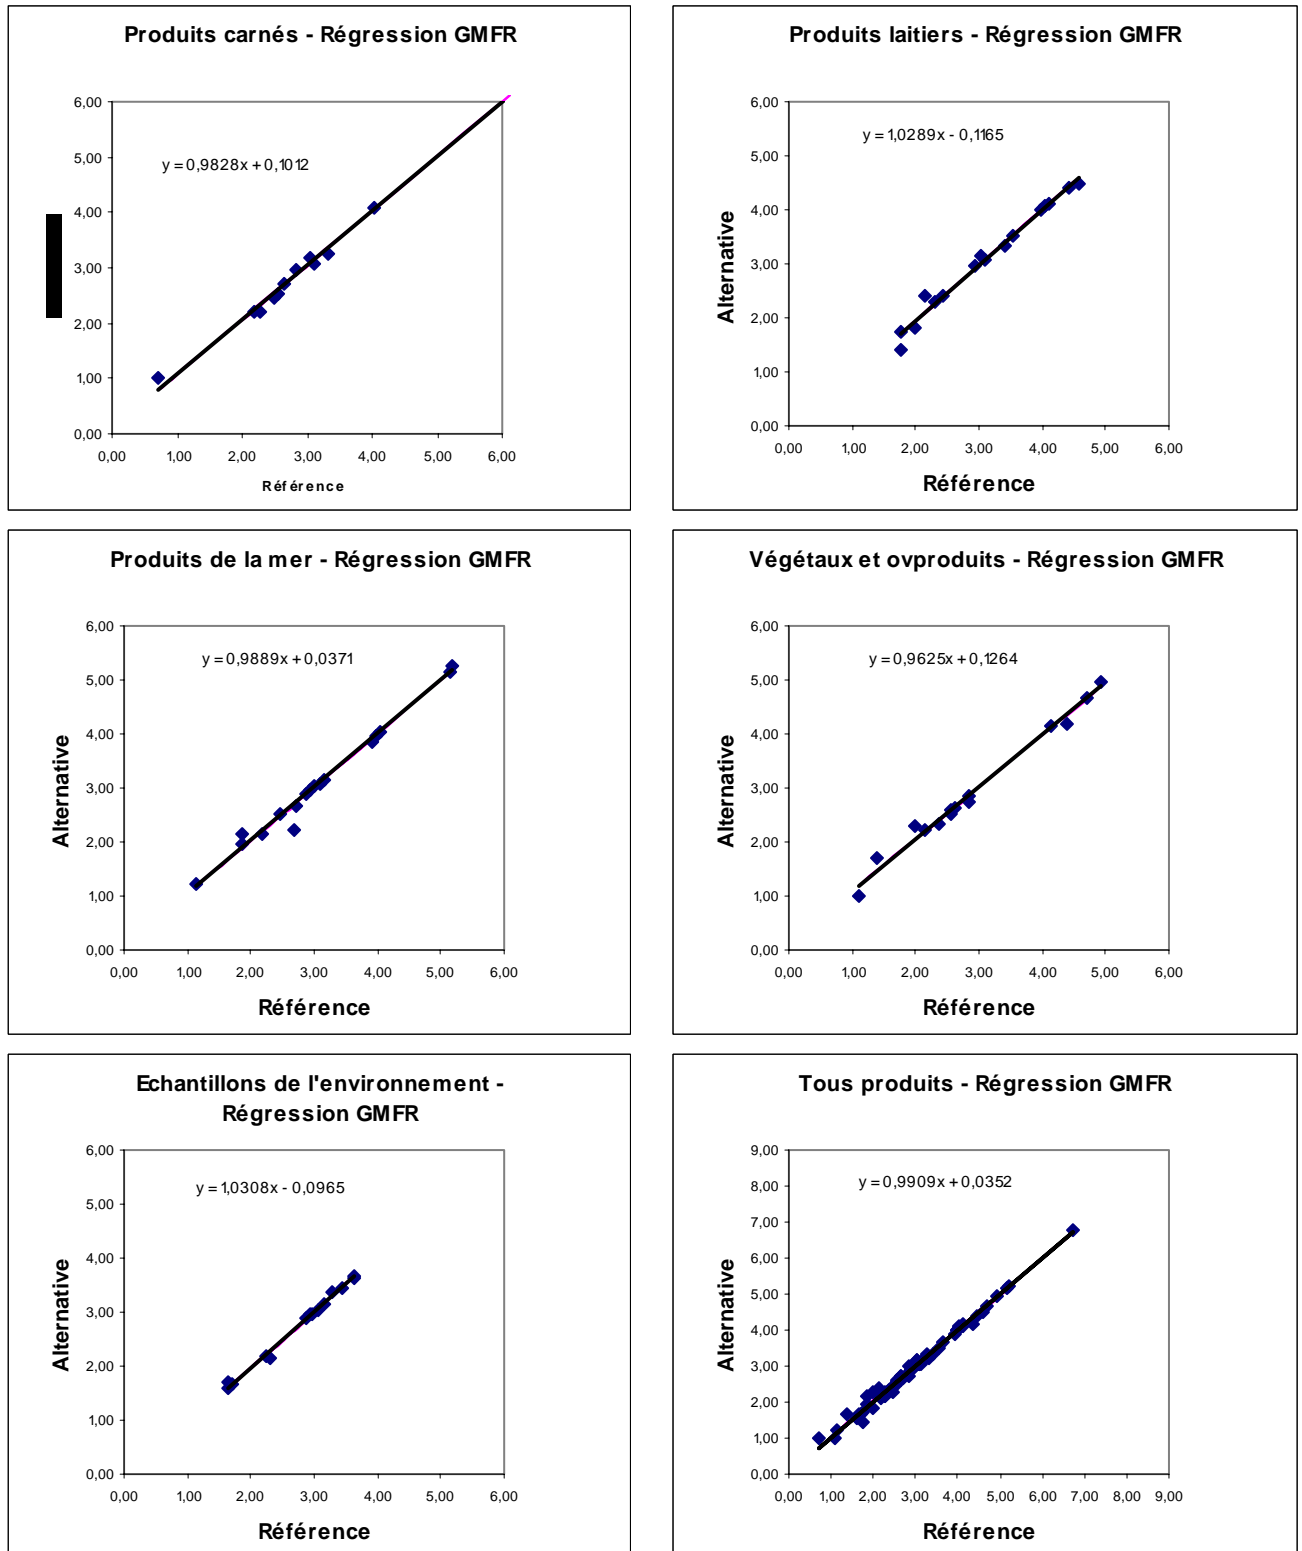 Produits carnés - Régression GMFR
6,00
5,00
4,00
3,00
2,00
1,00
0,00
y = 0,9828x + 0,1012
0,00 1,00 2,00 3,00 4,00 5,00 6,00
Référence
Produits laitiers - Régression GMFR
6,00
5,00
4,00
3,00
2,00
1,00
0,00
y = 1,0289x - 0,1165
Alternative
0,00 1,00 2,00 3,00 4,00 5,00 6,00
Référence
Produits de la mer - Régression GMFR
6,00
5,00
4,00
3,00
2,00
1,00
0,00
y = 0,9889x + 0,0371
Alternative
0,00 1,00 2,00 3,00 4,00 5,00 6,00
Référence
Végétaux et ovproduits - Régression GMFR
6,00
5,00
4,00
3,00
2,00
1,00
0,00
y = 0,9625x + 0,1264
Alternative
0,00 1,00 2,00 3,00 4,00 5,00 6,00
Référence
Echantillons de l'environnement -
Régression GMFR
6,00
5,00
4,00
3,00
2,00
1,00
0,00
y = 1,0308x - 0,0965
Alternative
0,00 1,00 2,00 3,00 4,00 5,00 6,00
Référence
Tous produits - Régression GMFR
9,00
8,00
7,00
6,00
5,00
4,00
3,00
2,00
1,00
0,00
y = 0,9909x + 0,0352
Alternative
0,00 1,00 2,00 3,00 4,00 5,00 6,00 7,00 8,00 9,00
Référence